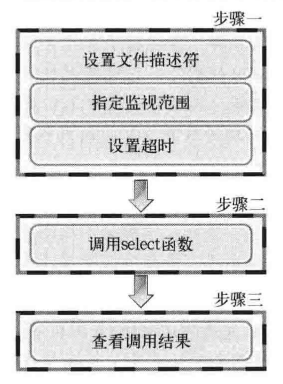 步骤一
设置文件描述符
指定监视范围
设置超时
步骤二
调用select函数
步骤三
查看调用结果